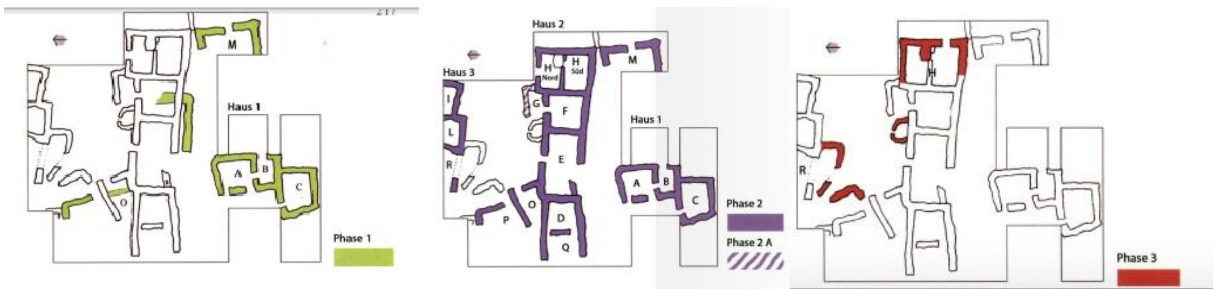 M
Haus 1
A
B
C
O
Phase 1
Haus 2
H
Nord
H
Süd
M
Haus 3
I
G
F
L
Haus 1
R
E
A
B
C
O
P
D
Q
Phase 2
Phase 2 A
H
R
Phase 3